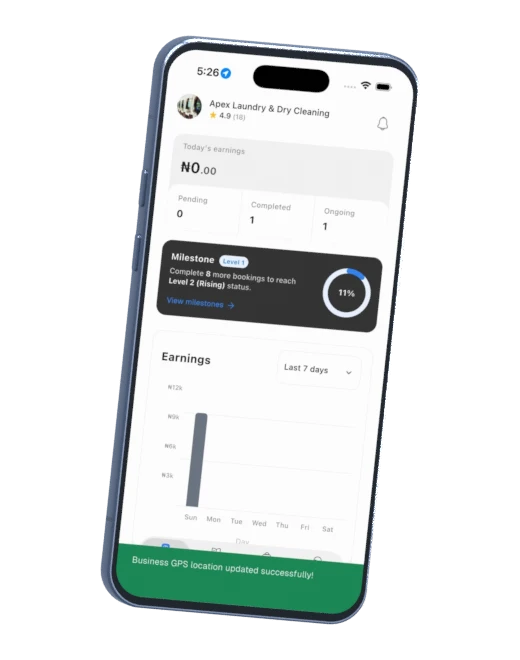 5:26
Apex Laundry & Dry Cleaning
4.9 (18)
Today's earnings
₦0.00
Pending
Completed
Ongoing
0
1
1
Milestone Level 1
Complete 8 more bookings to reach
Level 2 (Rising) status.
View milestones →
11%
Earnings
Last 7 days
₦12k
₦9k
₦6k
₦3k
Sun Mon Tue Wed Thu Fri Sat
Day
Business GPS location updated successfully!